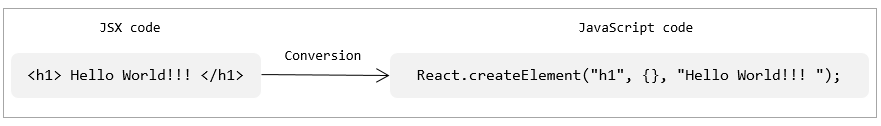 JSX code
JavaScript code
Conversion
<h1> Hello World!!! </h1>
React.createElement("h1", {}, "Hello World!!! ");